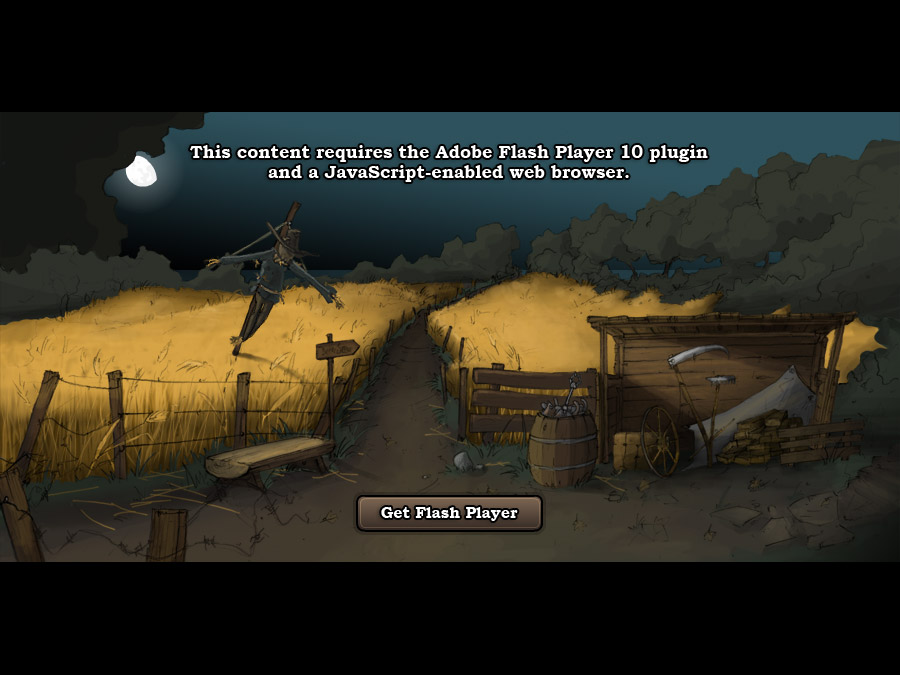 This content requires the Adobe Flash Player 10 plugin
and a JavaScript-enabled web browser.
Get Flash Player